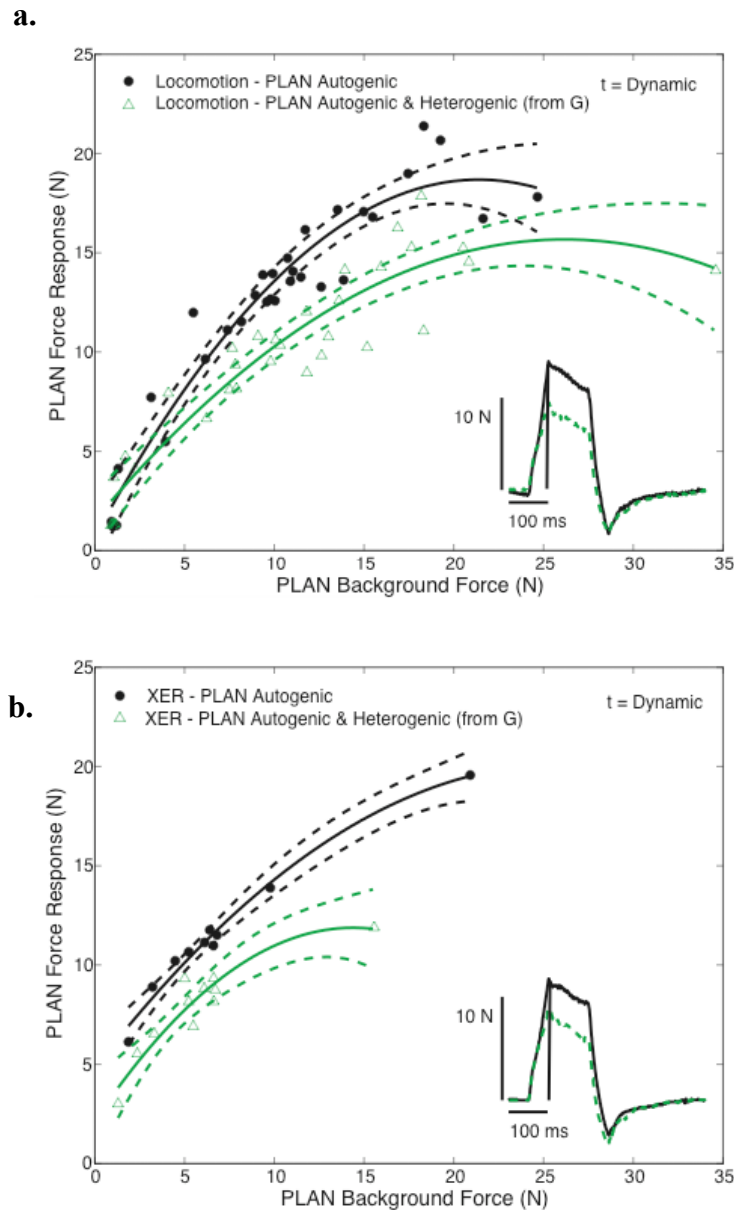 a.
25
Locomotion - PLAN Autogenic
t = Dynamic
Locomotion - PLAN Autogenic & Heterogenic (from G)
20
15
10
5
0
PLAN Force Response (N)
10 N
100 ms
0 5 10 15 20 25 30 35
PLAN Background Force (N)
b.
25
XER - PLAN Autogenic
t = Dynamic
XER - PLAN Autogenic & Heterogenic (from G)
20
15
10
5
0
PLAN Force Response (N)
10 N
100 ms
0 5 10 15 20 25 30 35
PLAN Background Force (N)